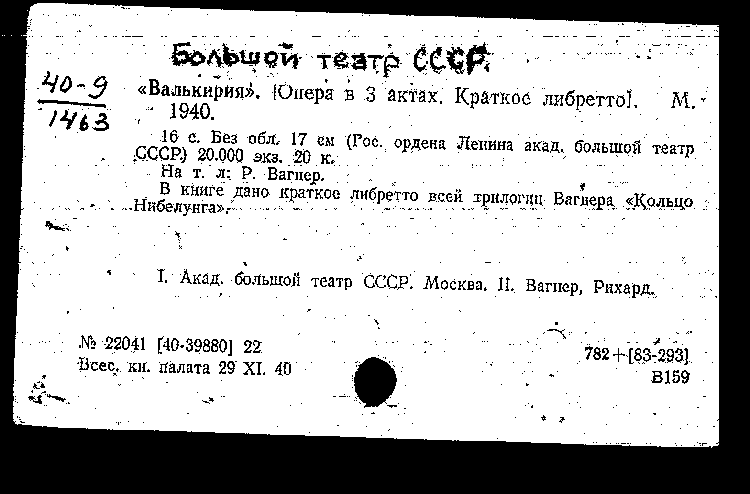 Большой театр СССР.
40-9
1463
«Валькирия». [Опера в 3 актах. Краткое либретто]. М.
1940.
16 с. Без обл. 17 см (Гос. ордена Ленина акад. большой театр
СССР) 20.000 экз. 20 к.
На т. л: Р. Вагнер.
В книге дано краткое либретто всей трилогии Вагнера «Кольцо
Нибелунга».
I. Акад. большой театр СССР. Москва. II. Вагнер, Рихард.
№ 22041 [40-39880] 22
Всес. кн. палата 29 XI. 40
782+[83-293]
В159